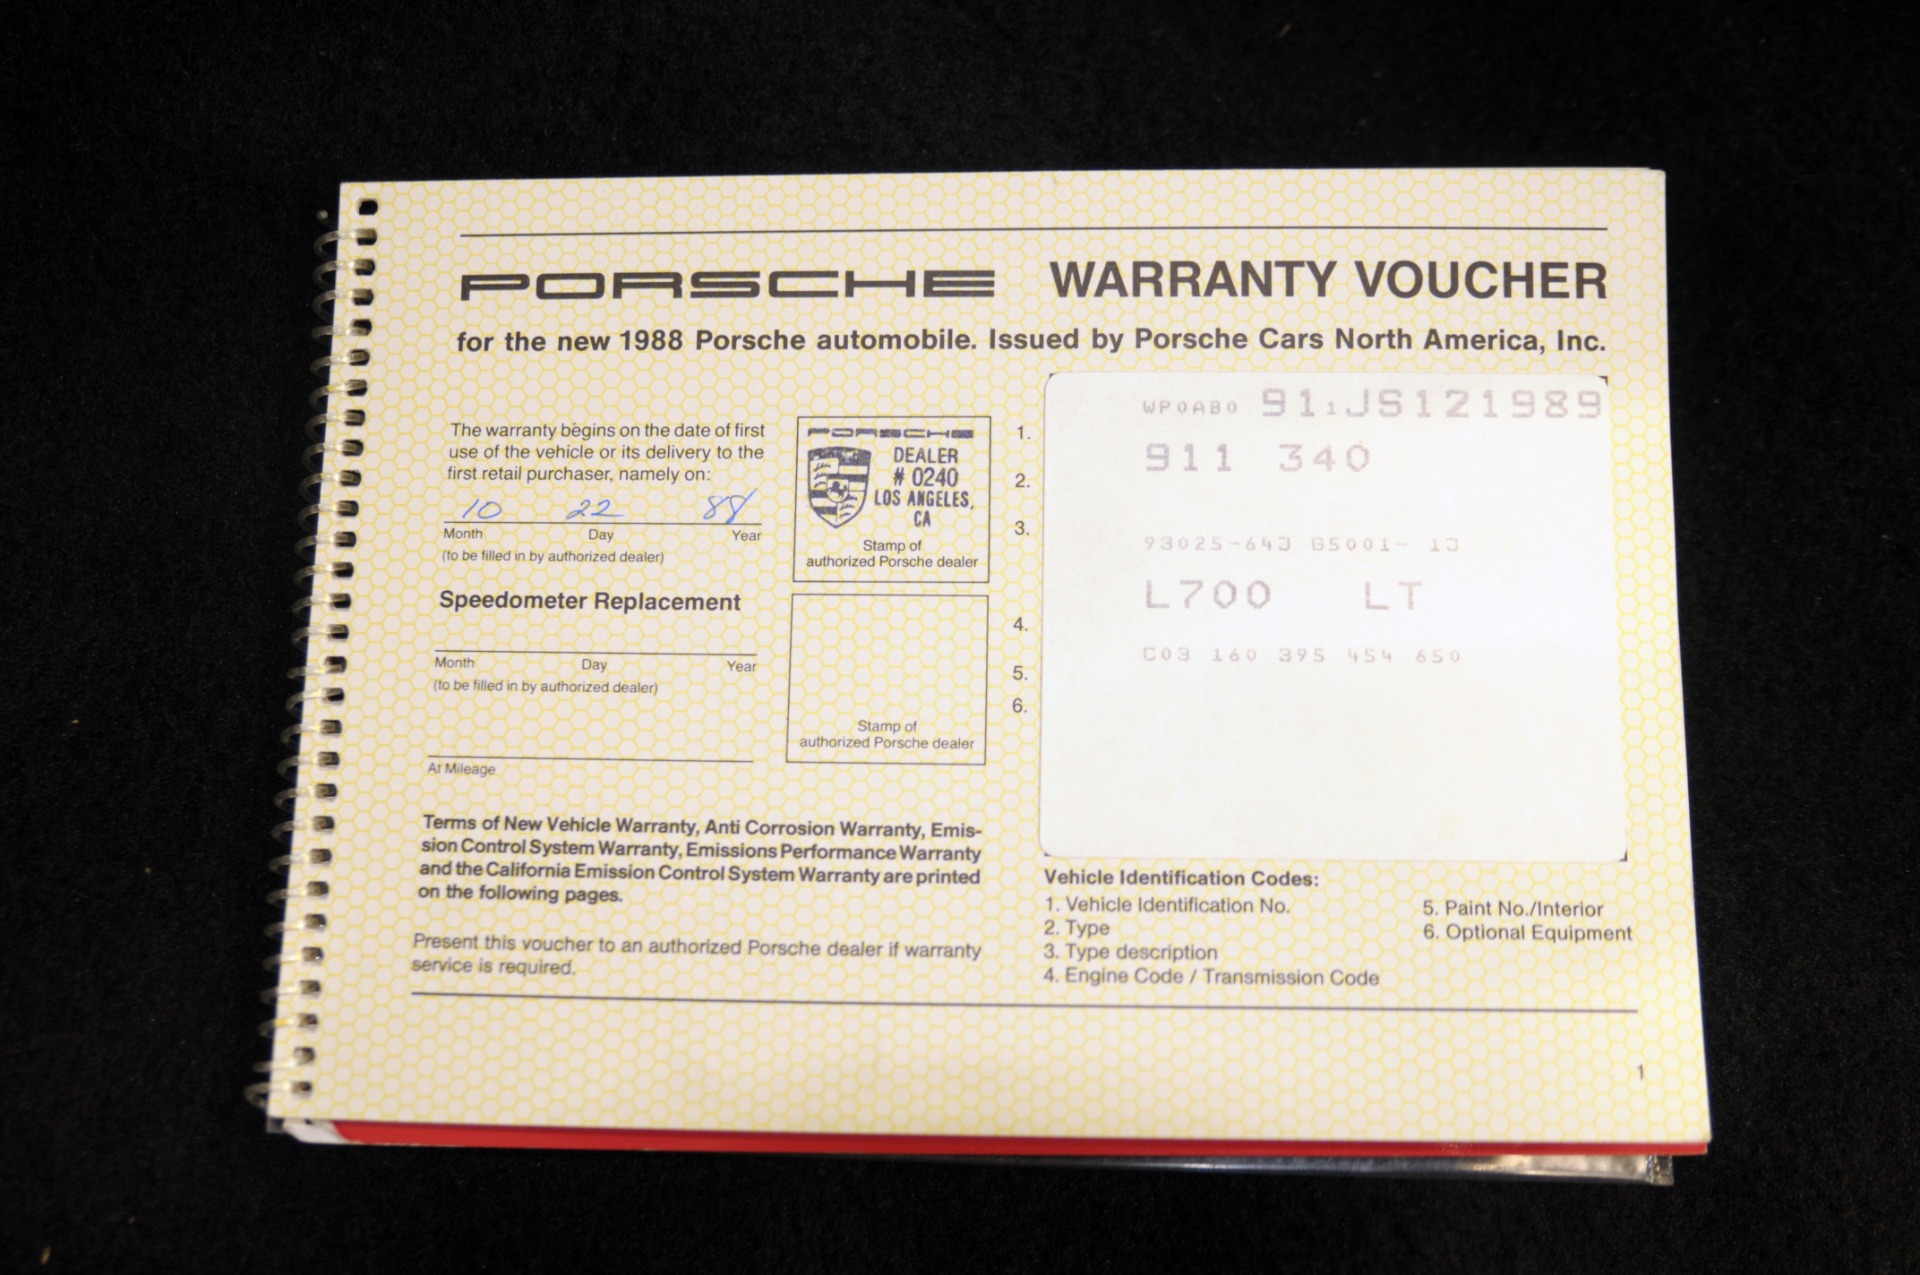 PORSCHE WARRANTY VOUCHER
for the new 1988 Porsche automobile. Issued by Porsche Cars North America, Inc.
The warranty begins on the date of first
use of the vehicle or its delivery to the
first retail purchaser, namely on:
10 22 88
Month Day Year
(to be filled in by authorized dealer)
PORSCHE
DEALER
# 0240
LOS ANGELES,
CA
Stamp of
authorized Porsche dealer
Speedometer Replacement
Month Day Year
(to be filled in by authorized dealer)
At Mileage
Stamp of
authorized Porsche dealer
Terms of New Vehicle Warranty, Anti Corrosion Warranty, Emis-
sion Control System Warranty, Emissions Performance Warranty
and the California Emission Control System Warranty are printed
on the following pages.
Present this voucher to an authorized Porsche dealer if warranty
service is required.
1. WP0AB0 911JS121989
2. 911 340
3.
93025-64J G5001- 1J
4. L700 LT
5. C03 160 395 454 650
6.
Vehicle Identification Codes:
1. Vehicle Identification No.
2. Type
3. Type description
4. Engine Code / Transmission Code
5. Paint No./Interior
6. Optional Equipment
1